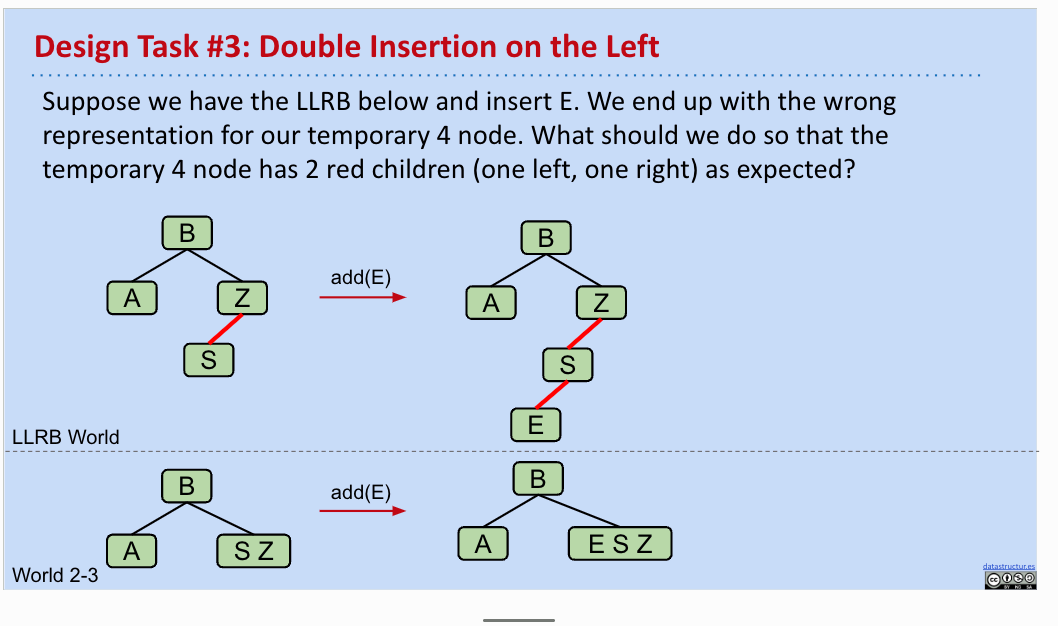 Design Task #3: Double Insertion on the Left
Suppose we have the LLRB below and insert E. We end up with the wrong
representation for our temporary 4 node. What should we do so that the
temporary 4 node has 2 red children (one left, one right) as expected?
B
A
Z
S
add(E)
B
A
Z
S
E
LLRB World
B
A
S Z
add(E)
B
A
E S Z
World 2-3
datastructur.es